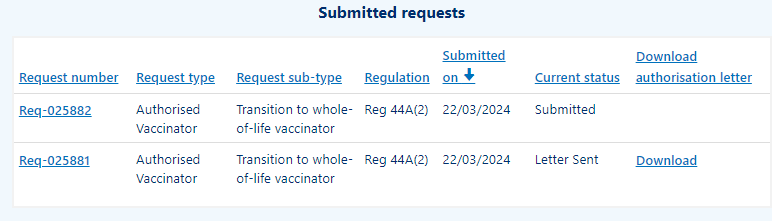 Submitted requests
Request number Request type Request sub-type Regulation Submitted on Current status Download authorisation letter
Req-025882 Authorised Vaccinator Transition to whole-of-life vaccinator Reg 44A(2) 22/03/2024 Submitted
Req-025881 Authorised Vaccinator Transition to whole-of-life vaccinator Reg 44A(2) 22/03/2024 Letter Sent Download